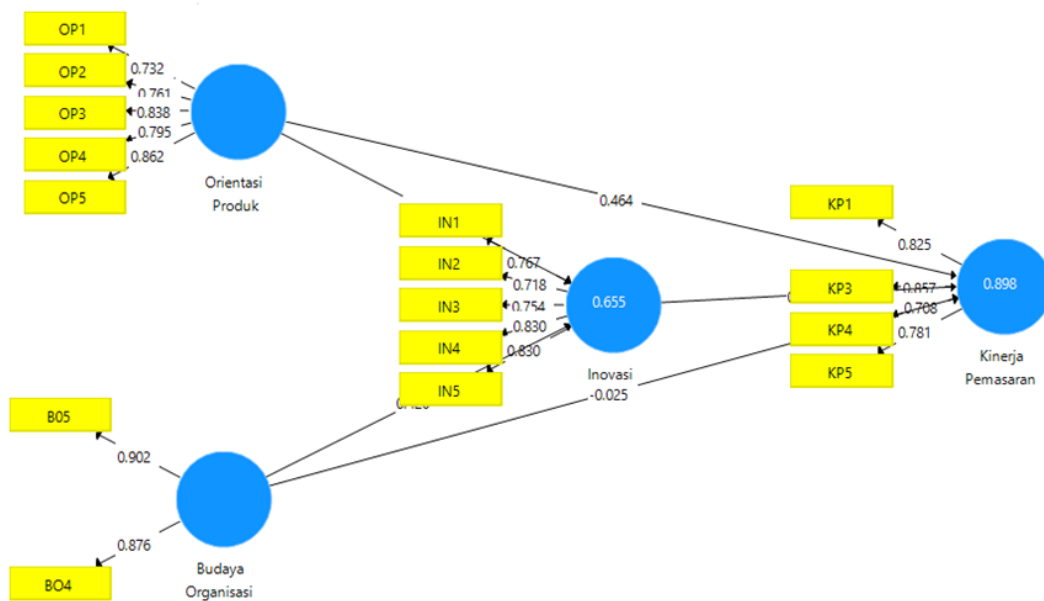 OP1
OP2
OP3
OP4
OP5
0.732
0.761
0.838
0.795
0.862
Orientasi
Produk
0.464
IN1
IN2
IN3
IN4
IN5
0.767
0.718
0.754
0.830
0.830
0.655
Inovasi
KP1
KP3
KP4
KP5
0.825
0.857
0.708
0.781
0.898
Kinerja
Pemasaran
-0.025
B05
BO4
0.902
0.876
Budaya
Organisasi